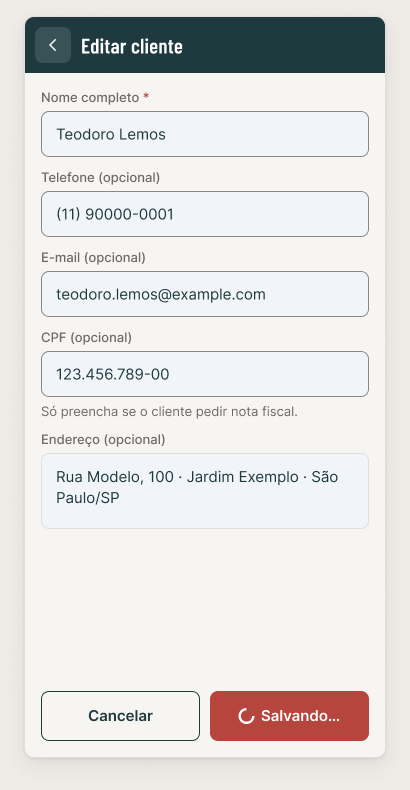 Editar cliente
Nome completo *
Teodoro Lemos
Telefone (opcional)
(11) 90000-0001
E-mail (opcional)
teodoro.lemos@example.com
CPF (opcional)
123.456.789-00
Só preencha se o cliente pedir nota fiscal.
Endereço (opcional)
Rua Modelo, 100 · Jardim Exemplo · São
Paulo/SP
Cancelar
Salvando...